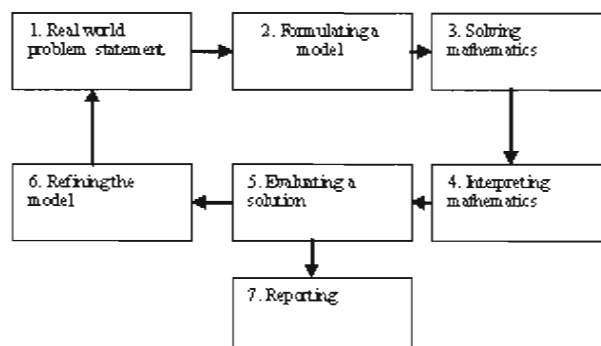 1. Real world
problem statement
2. Formulating a
model
3. Solving
mathematics
4. Interpreting
mathematics
5. Evaluating a
solution
6. Refining the
model
7. Reporting